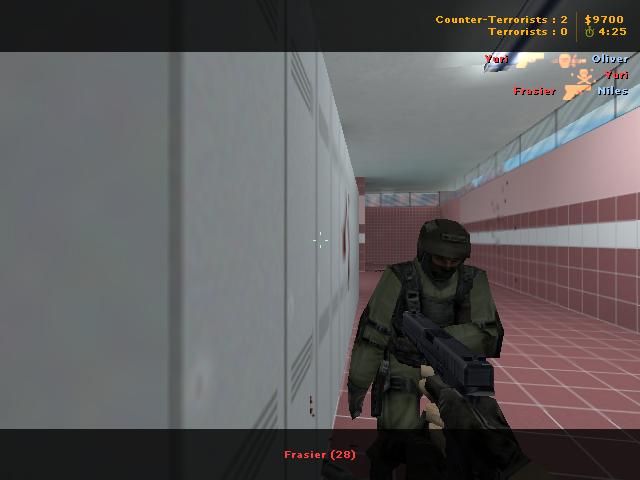 Counter-Terrorists : 2 $9700
Terrorists : 0 4:25
Yuri Oliver
Yuri
Frasier Niles
Frasier (28)